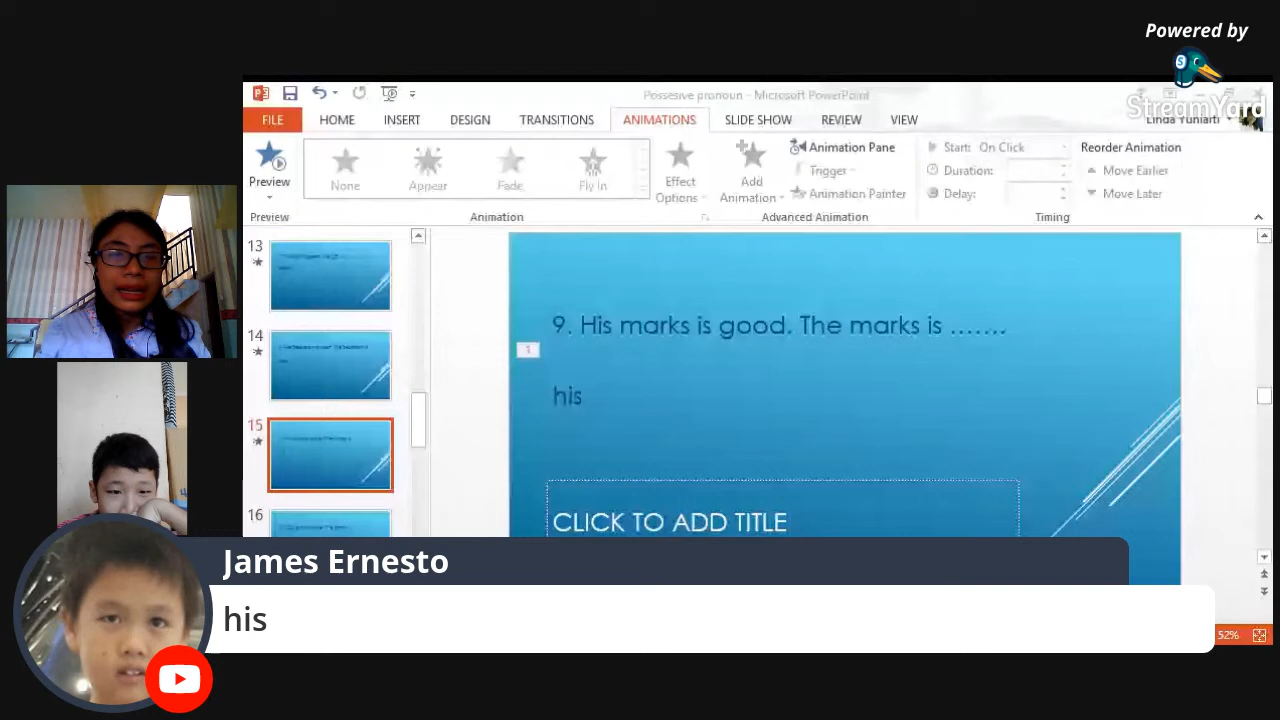 Powered by
StreamYard
Possesive pronoun - Microsoft PowerPoint
Linda Yuniarti
FILE
HOME
INSERT
DESIGN
TRANSITIONS
ANIMATIONS
SLIDE SHOW
REVIEW
VIEW
Preview
None
Appear
Fade
Fly In
Effect
Options
Add
Animation
Animation Pane
Trigger
Animation Painter
Start: On Click
Duration:
Delay:
Reorder Animation
Move Earlier
Move Later
Preview
Animation
Advanced Animation
Timing
13
14
15
16
1
9. His marks is good. The marks is .......
his
CLICK TO ADD TITLE
52%
James Ernesto
his